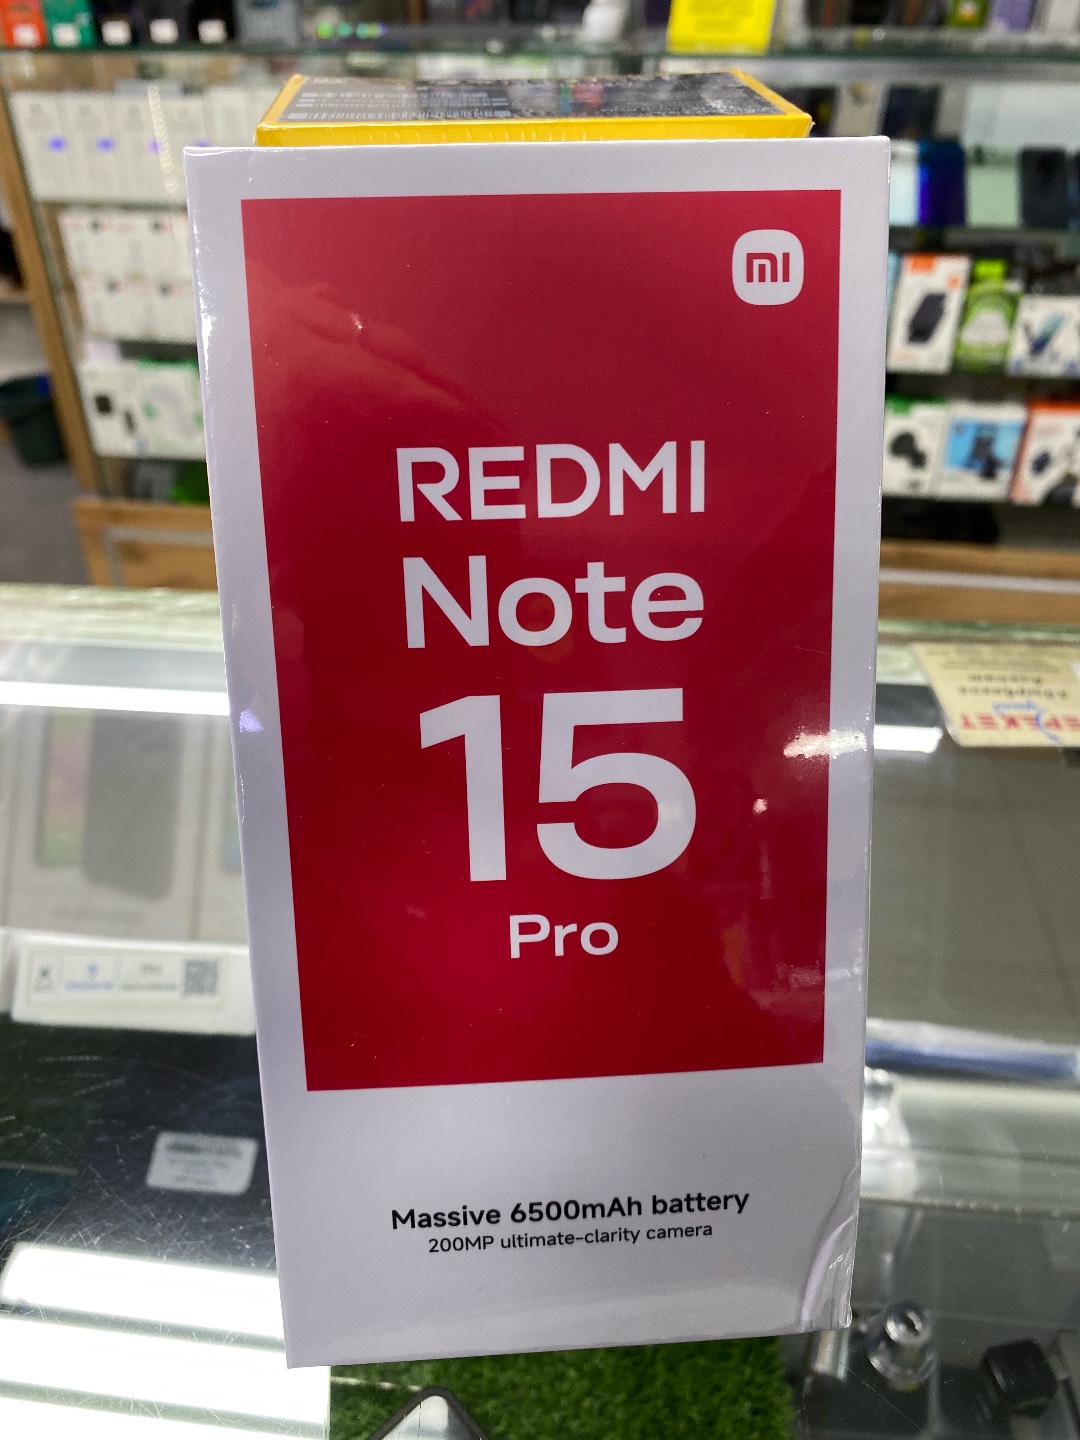 mi
REDMI
Note
15
Pro
Massive 6500mAh battery
200MP ultimate-clarity camera